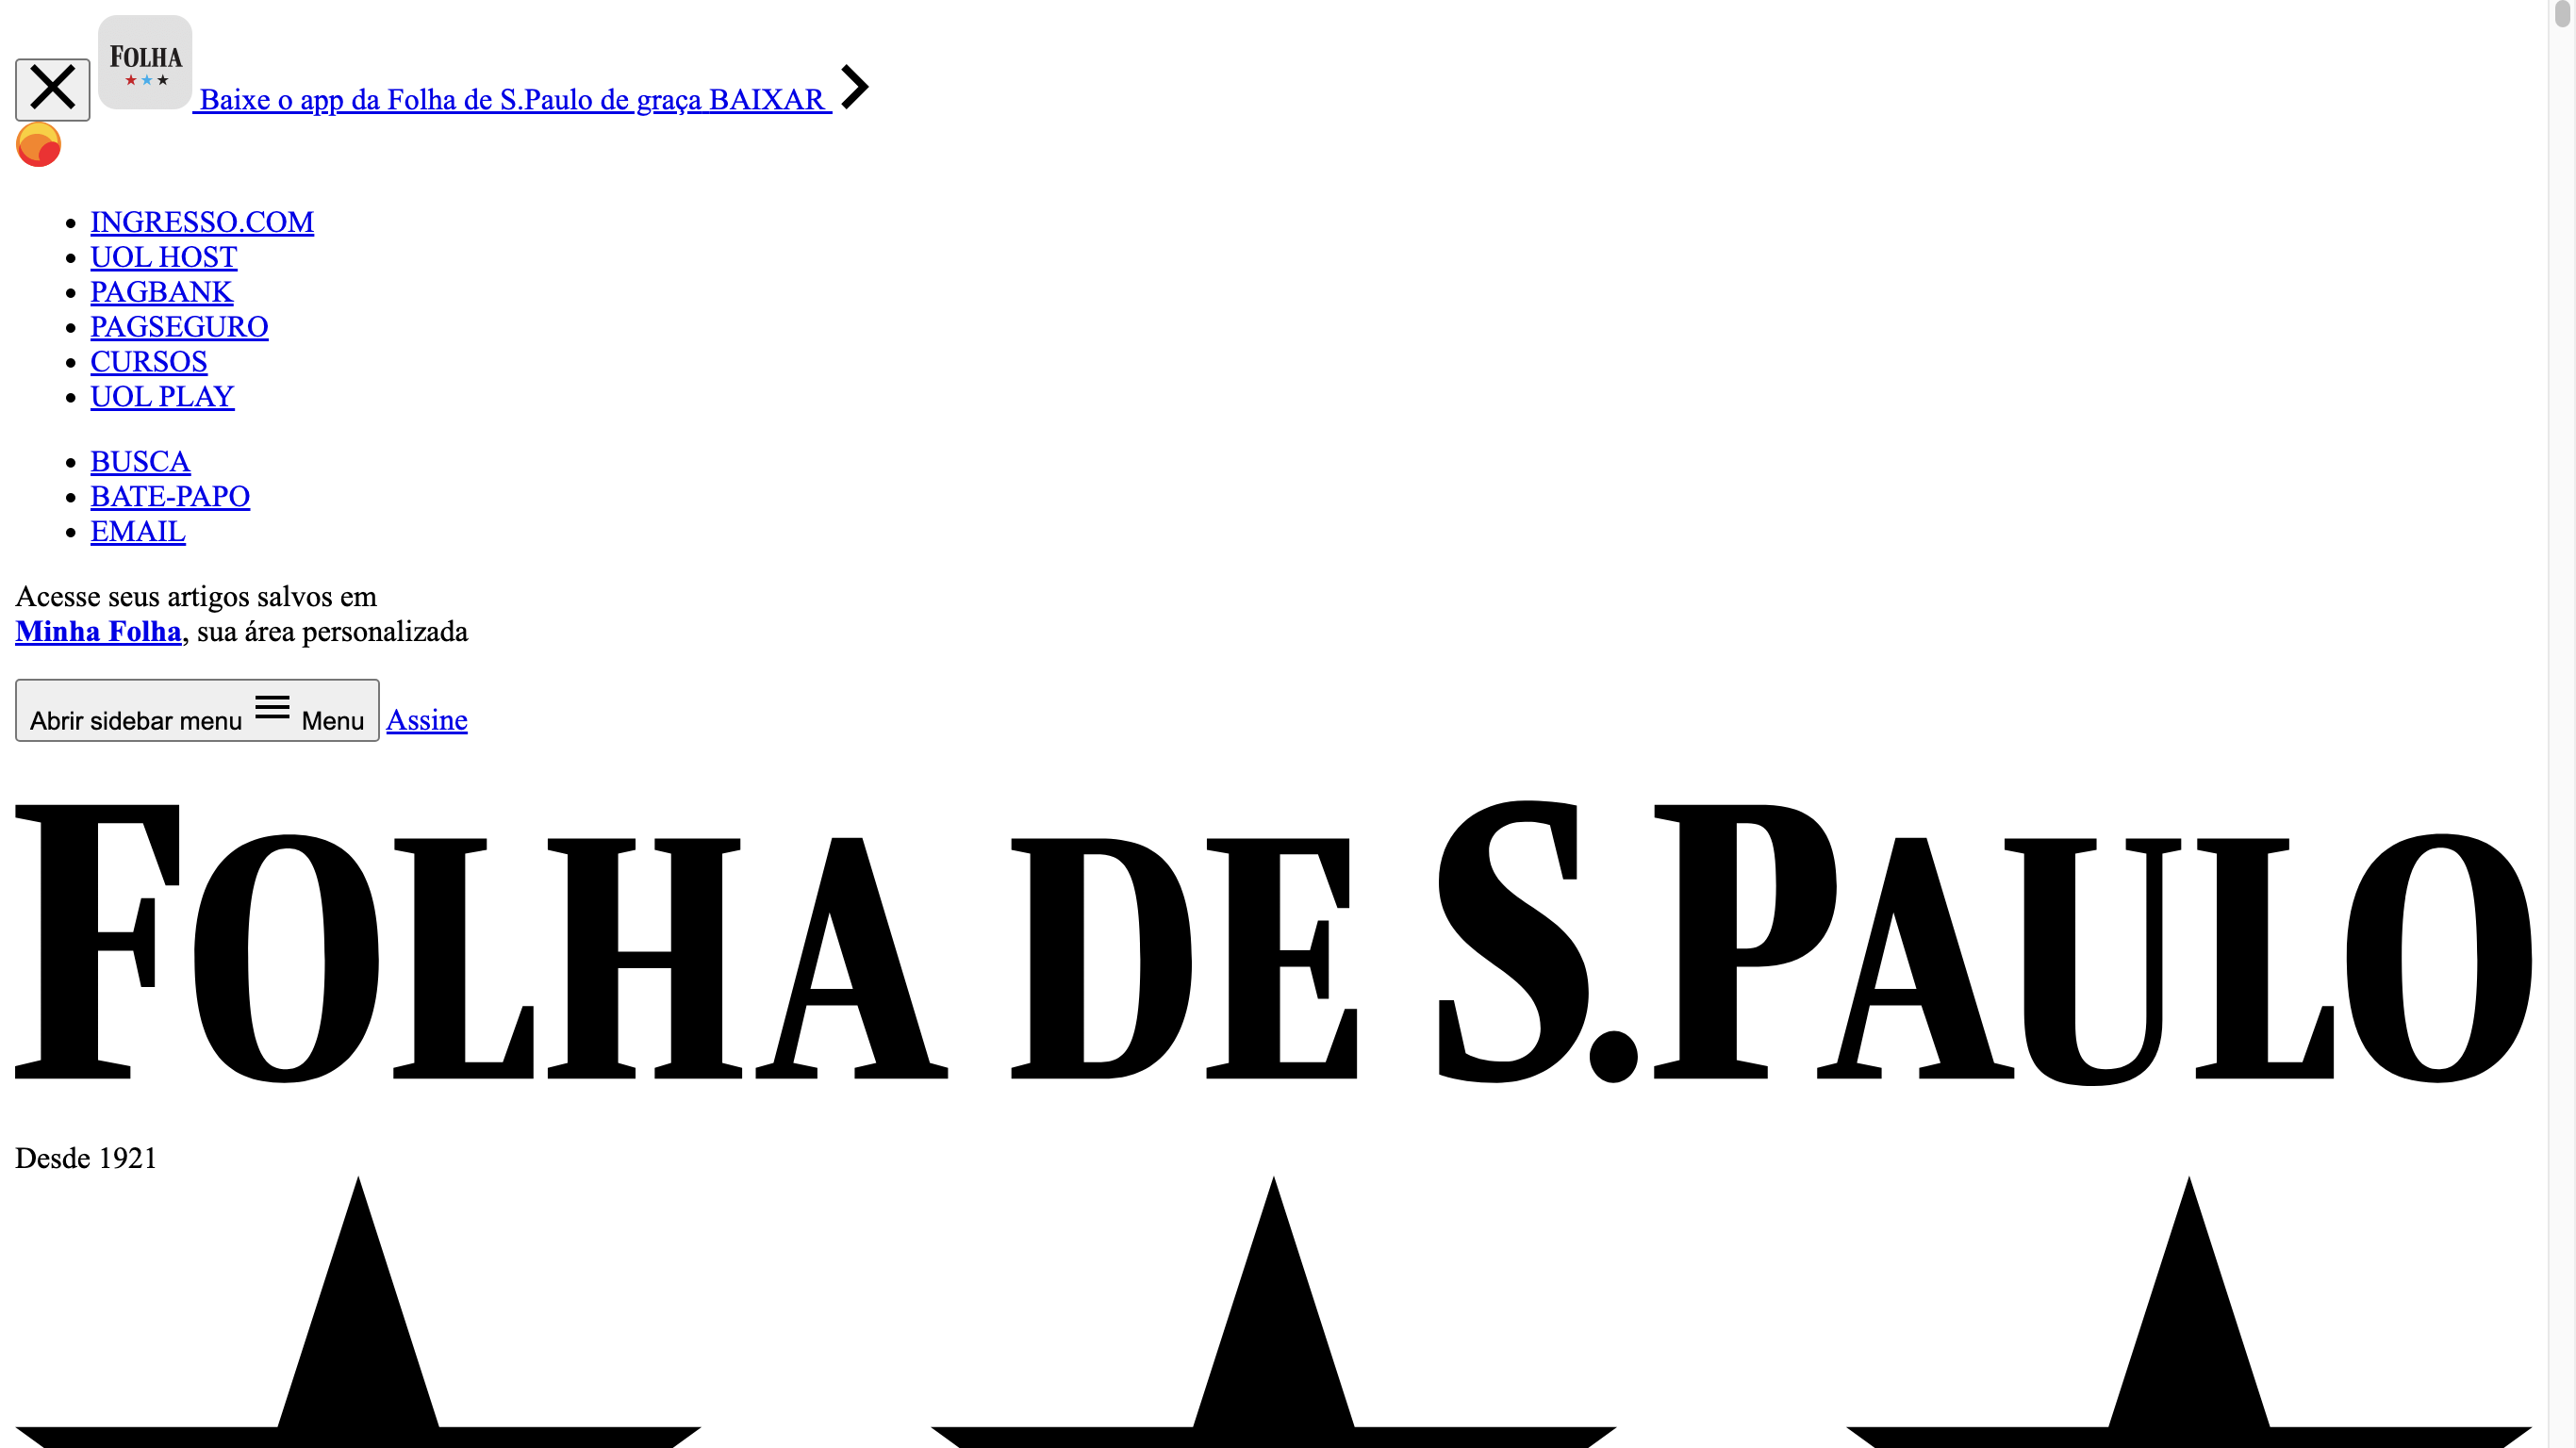 FOLHA
Baixe o app da Folha de S.Paulo de graça BAIXAR
INGRESSO.COM
UOL HOST
PAGBANK
PAGSEGURO
CURSOS
UOL PLAY
BUSCA
BATE-PAPO
EMAIL
Acesse seus artigos salvos em
Minha Folha, sua área personalizada
Abrir sidebar menu Menu Assine
FOLHA DE S.PAULO
Desde 1921